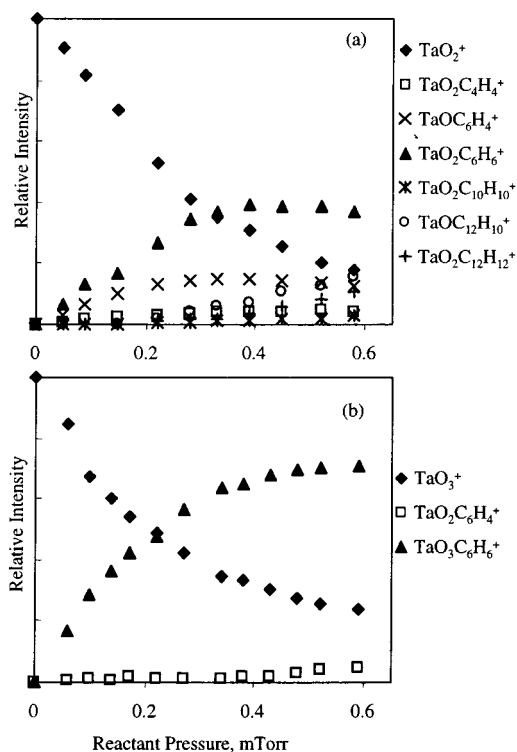 (a)
Relative Intensity
TaO₂⁺
TaO₂C₄H₄⁺
TaOC₆H₄⁺
TaO₂C₆H₆⁺
TaO₂C₁₀H₁₀⁺
TaOC₁₂H₁₀⁺
TaO₂C₁₂H₁₂⁺
0 0.2 0.4 0.6
(b)
Relative Intensity
TaO₃⁺
TaO₂C₆H₄⁺
TaO₃C₆H₆⁺
0 0.2 0.4 0.6
Reactant Pressure, mTorr